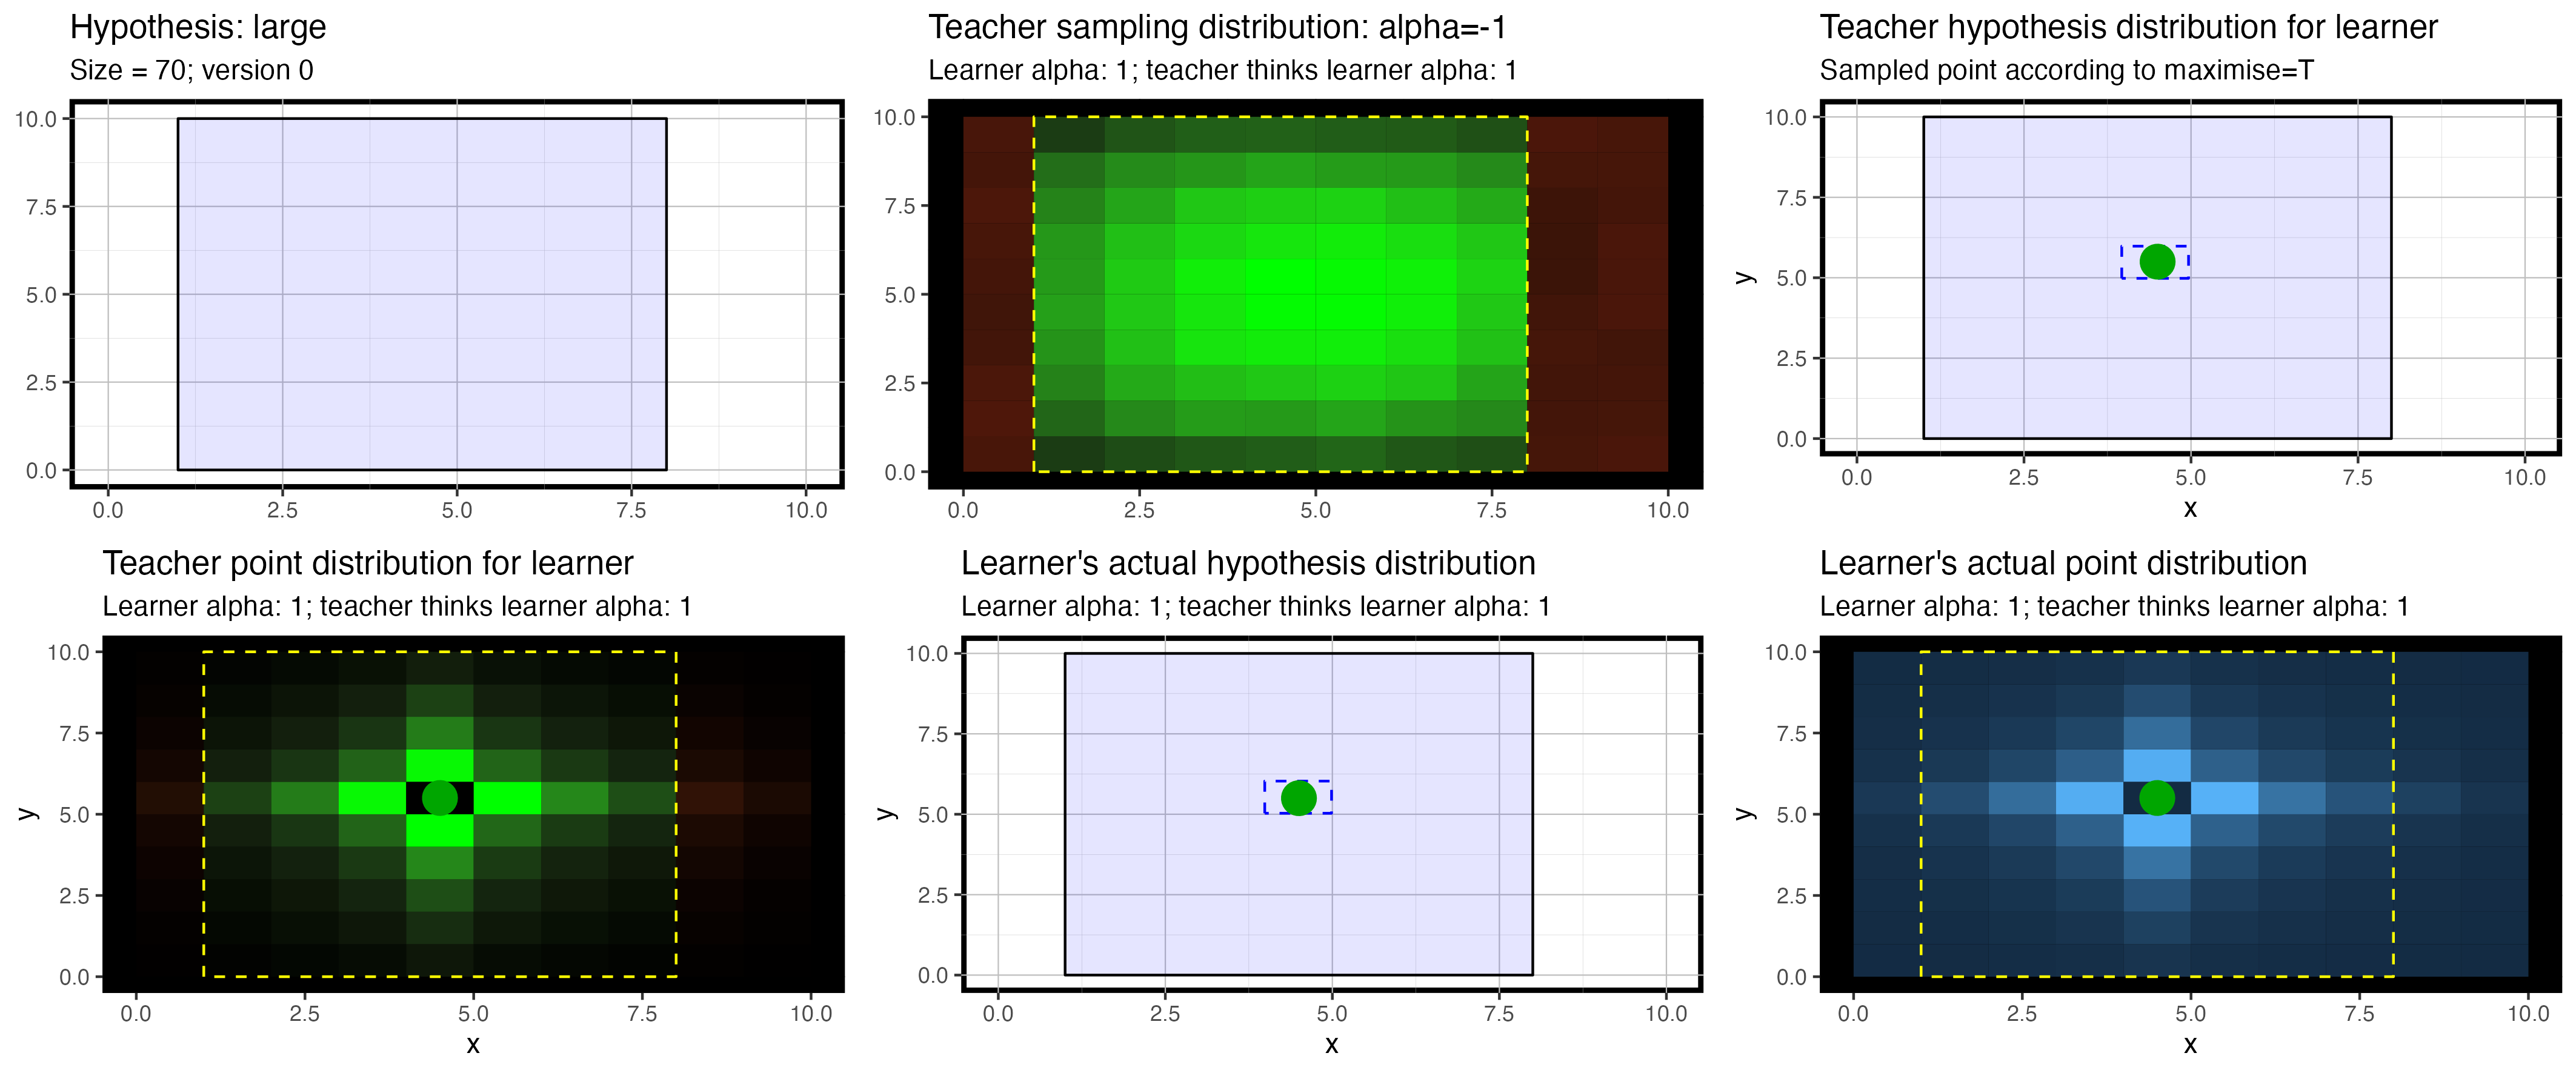 Hypothesis: large
Size = 70; version 0
10.0
7.5
5.0
2.5
0.0
0.0 2.5 5.0 7.5 10.0
Teacher sampling distribution: alpha=-1
Learner alpha: 1; teacher thinks learner alpha: 1
10.0
7.5
5.0
2.5
0.0
0.0 2.5 5.0 7.5 10.0
Teacher hypothesis distribution for learner
Sampled point according to maximise=T
10.0
7.5
5.0
2.5
0.0
y
0.0 2.5 5.0 7.5 10.0
x
Teacher point distribution for learner
Learner alpha: 1; teacher thinks learner alpha: 1
10.0
7.5
5.0
2.5
0.0
y
0.0 2.5 5.0 7.5 10.0
x
Learner's actual hypothesis distribution
Learner alpha: 1; teacher thinks learner alpha: 1
10.0
7.5
5.0
2.5
0.0
y
0.0 2.5 5.0 7.5 10.0
x
Learner's actual point distribution
Learner alpha: 1; teacher thinks learner alpha: 1
10.0
7.5
5.0
2.5
0.0
y
0.0 2.5 5.0 7.5 10.0
x